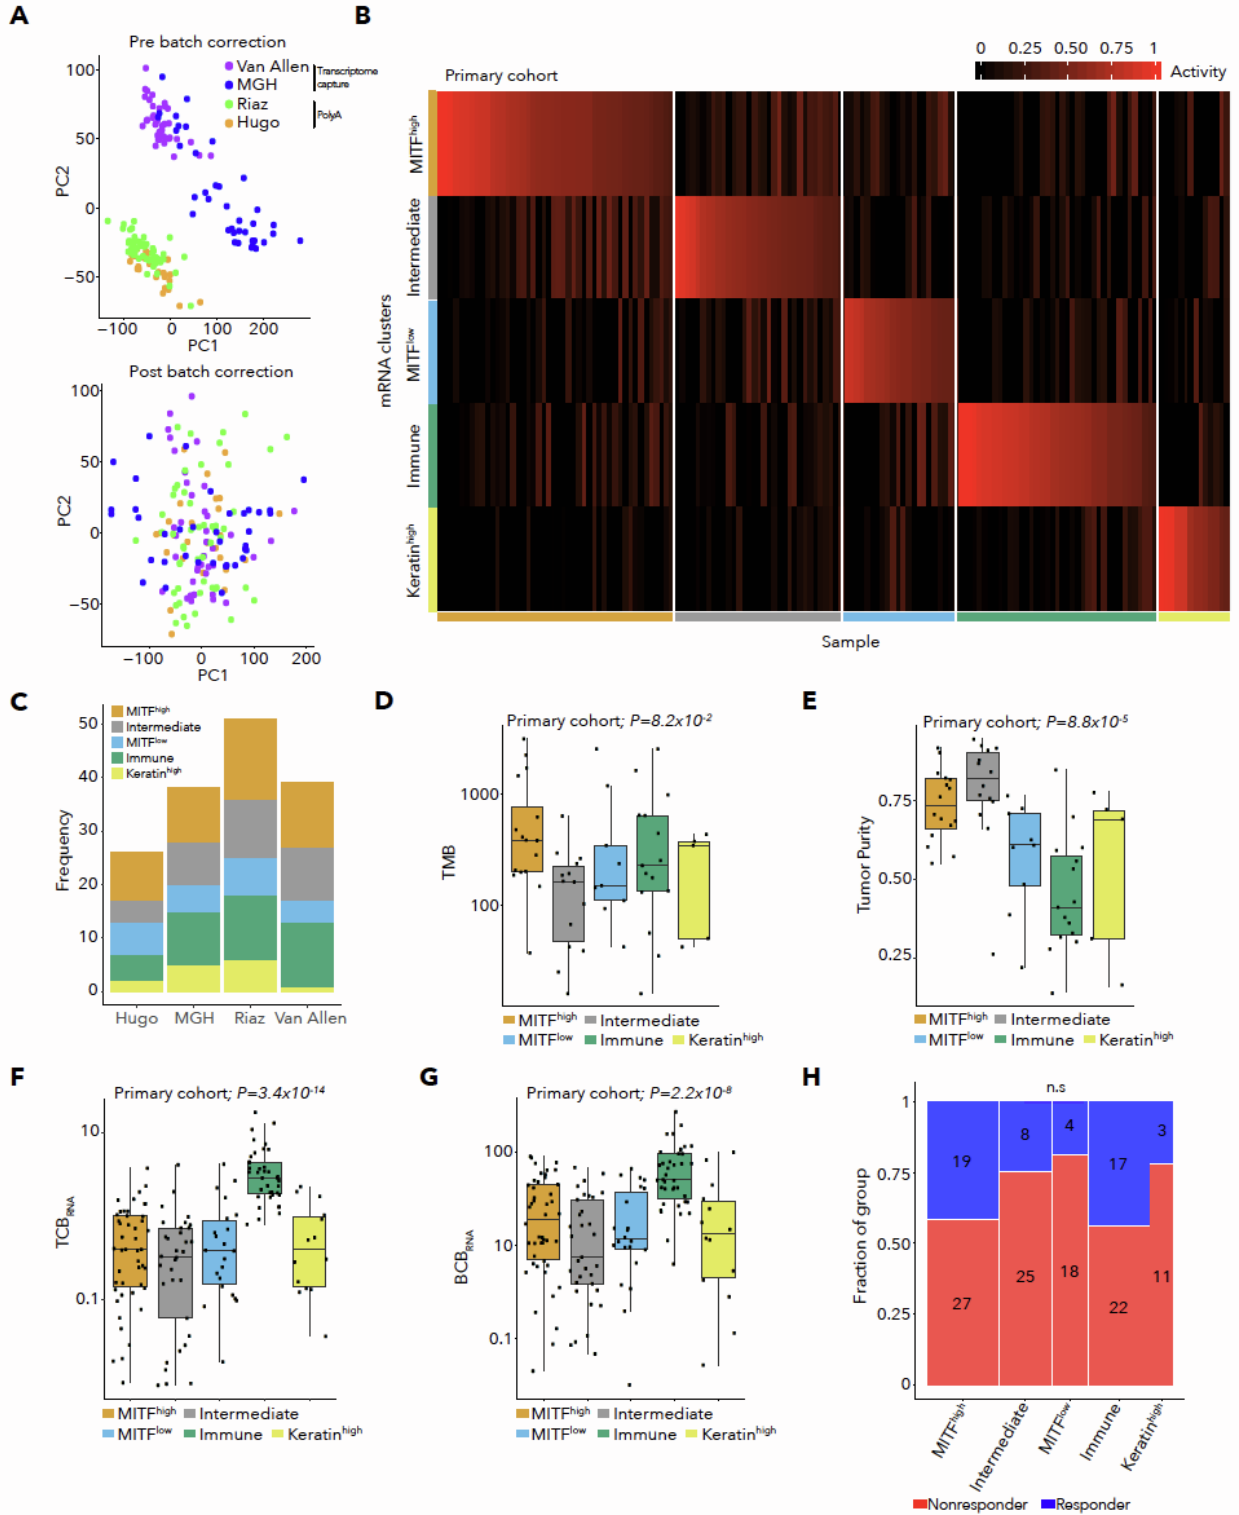 A
Pre batch correction
Van Allen
MGH
Riaz
Hugo
Transcriptome
capture
PolyA
100
50
0
−50
PC2
−100 0 100 200
PC1
Post batch correction
100
50
0
−50
PC2
−100 0 100 200
PC1
B
Primary cohort
0 0.25 0.50 0.75 1
Activity
mRNA clusters
MITFhigh
Intermediate
MITFlow
Immune
Keratinhigh
Sample
C
MITFhigh
Intermediate
MITFlow
Immune
Keratinhigh
50
40
30
20
10
0
Frequency
Hugo MGH Riaz Van Allen
D
Primary cohort; P=8.2x10-2
1000
100
TMB
MITFhigh Intermediate
MITFlow Immune Keratinhigh
E
Primary cohort; P=8.8x10-5
0.75
0.50
0.25
Tumor Purity
MITFhigh Intermediate
MITFlow Immune Keratinhigh
F
Primary cohort; P=3.4x10-14
10
0.1
TCBRNA
MITFhigh Intermediate
MITFlow Immune Keratinhigh
G
Primary cohort; P=2.2x10-8
100
10
0.1
BCBRNA
MITFhigh Intermediate
MITFlow Immune Keratinhigh
H
n.s
1
0.75
0.50
0.25
0
Fraction of group
19 8 4 17 3
27 25 18 22 11
MITFhigh
Intermediate
MITFlow
Immune
Keratinhigh
Nonresponder Responder